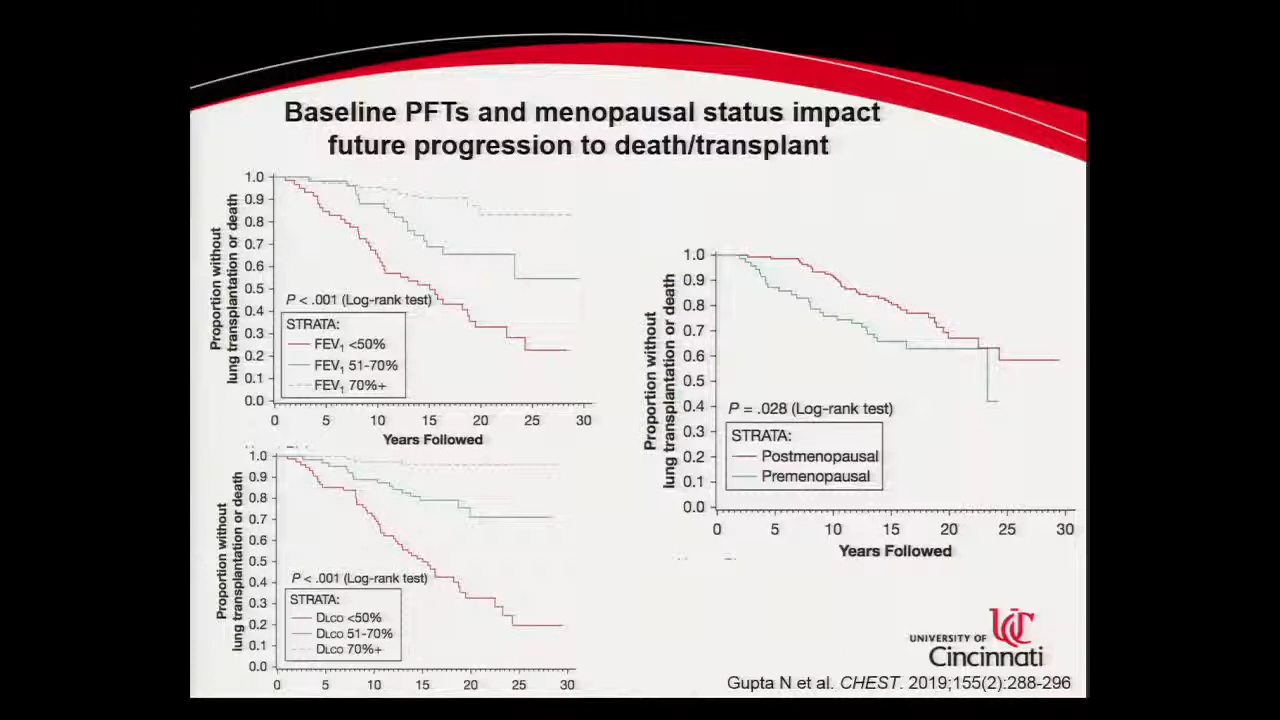 Baseline PFTs and menopausal status impact
future progression to death/transplant
Proportion without
lung transplantation or death
1.0
0.9
0.8
0.7
0.6
0.5
0.4
0.3
0.2
0.1
0.0
P < .001 (Log-rank test)
STRATA:
FEV1 <50%
FEV1 51-70%
FEV1 70%+
0 5 10 15 20 25 30
Years Followed
Proportion without
lung transplantation or death
1.0
0.9
0.8
0.7
0.6
0.5
0.4
0.3
0.2
0.1
0.0
P < .001 (Log-rank test)
STRATA:
DLCO <50%
DLCO 51-70%
DLCO 70%+
0 5 10 15 20 25 30
Proportion without
lung transplantation or death
1.0
0.9
0.8
0.7
0.6
0.5
0.4
0.3
0.2
0.1
0.0
P = .028 (Log-rank test)
STRATA:
Postmenopausal
Premenopausal
0 5 10 15 20 25 30
Years Followed
UC
UNIVERSITY OF
Cincinnati
Gupta N et al. CHEST. 2019;155(2):288-296